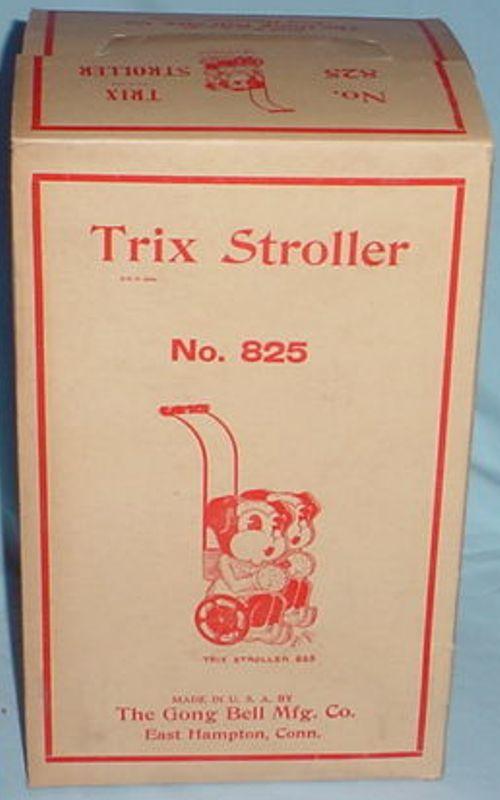 No. 825
TRIX STROLLER
Trix Stroller
No. 825
TRIX STROLLER 825
MADE IN U. S. A. BY
The Gong Bell Mfg. Co.
East Hampton, Conn.